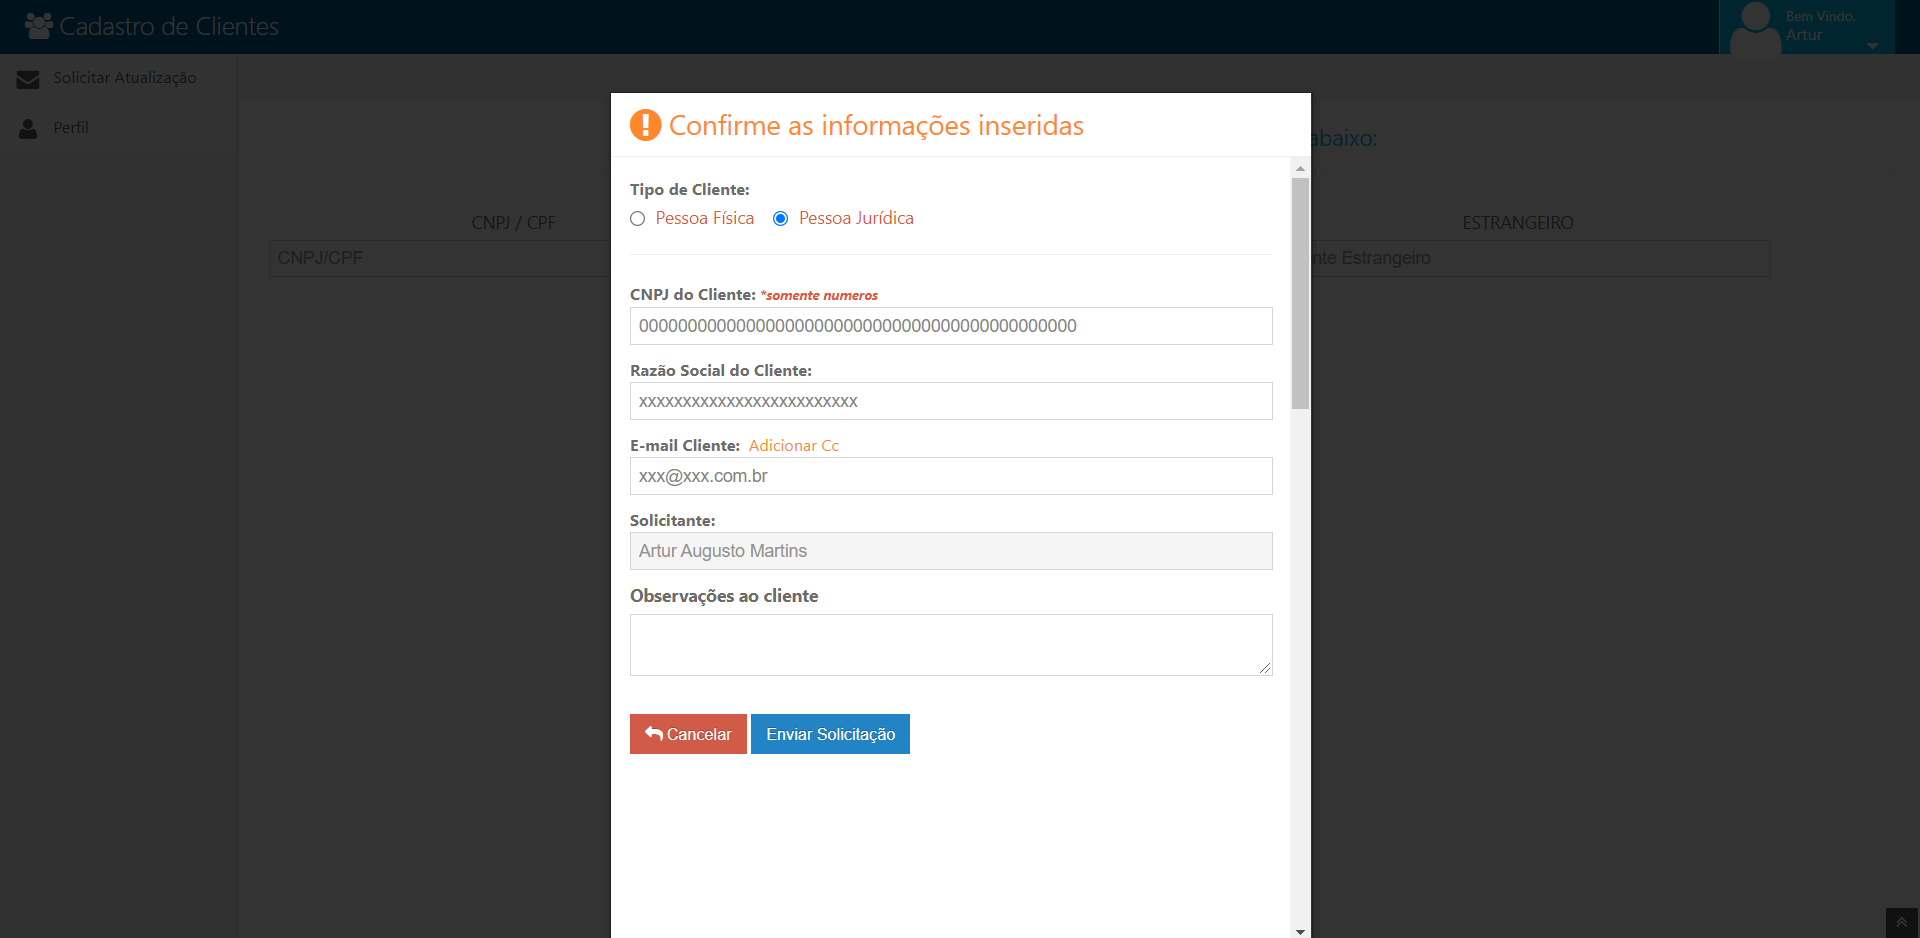 Cadastro de Clientes
Bem Vindo,
Artur
Solicitar Atualização
Perfil
abaixo:
CNPJ / CPF
ESTRANGEIRO
CNPJ/CPF
nte Estrangeiro
Confirme as informações inseridas
Tipo de Cliente:
Pessoa Física Pessoa Jurídica
CNPJ do Cliente: *somente numeros
000000000000000000000000000000000000000000000
Razão Social do Cliente:
xxxxxxxxxxxxxxxxxxxxxxxxx
E-mail Cliente: Adicionar Cc
xxx@xxx.com.br
Solicitante:
Artur Augusto Martins
Observações ao cliente
Cancelar Enviar Solicitação